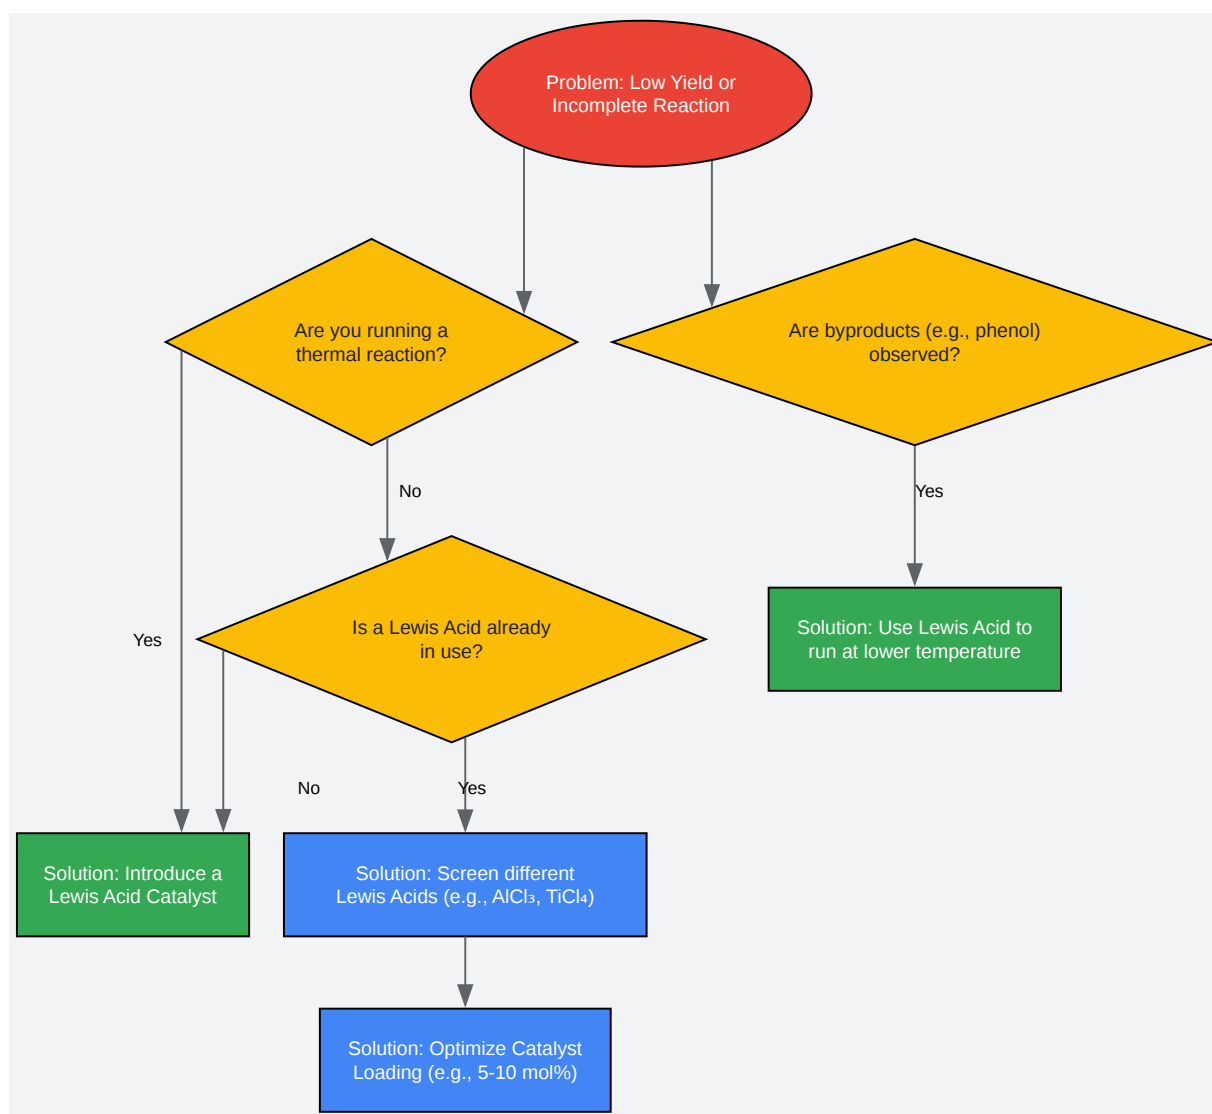 Problem: Low Yield or
Incomplete Reaction
Are you running a
thermal reaction?
Are byproducts (e.g., phenol)
observed?
No
Yes
Is a Lewis Acid already
in use?
Solution: Use Lewis Acid to
run at lower temperature
Yes
No
Yes
Solution: Introduce a
Lewis Acid Catalyst
Solution: Screen different
Lewis Acids (e.g., AlCl₃, TiCl₄)
Solution: Optimize Catalyst
Loading (e.g., 5-10 mol%)